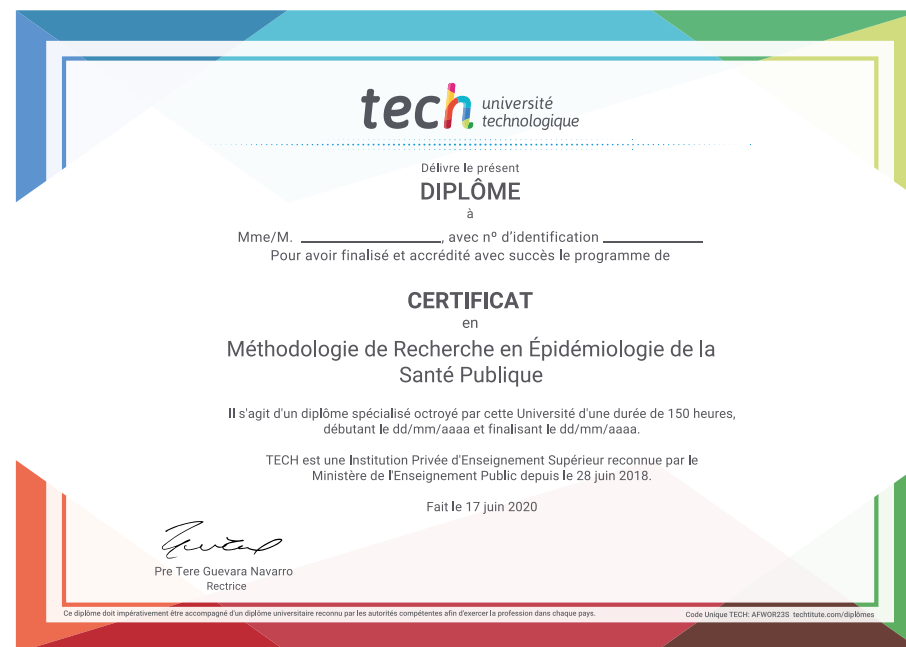 tech université
technologique
Délivre le présent
DIPLÔME
à
Mme/M. ____________________, avec nº d'identification ______________
Pour avoir finalisé et accrédité avec succès le programme de
CERTIFICAT
en
Méthodologie de Recherche en Épidémiologie de la
Santé Publique
Il s'agit d'un diplôme spécialisé octroyé par cette Université d'une durée de 150 heures,
débutant le dd/mm/aaaa et finalisant le dd/mm/aaaa.
TECH est une Institution Privée d'Enseignement Supérieur reconnue par le
Ministère de l'Enseignement Public depuis le 28 juin 2018.
Fait le 17 juin 2020
Pre Tere Guevara Navarro
Rectrice
Ce diplôme doit impérativement être accompagné d'un diplôme universitaire reconnu par les autorités compétentes afin d'exercer la profession dans chaque pays.
Code Unique TECH: AFWOR23S techtitute.com/diplômes